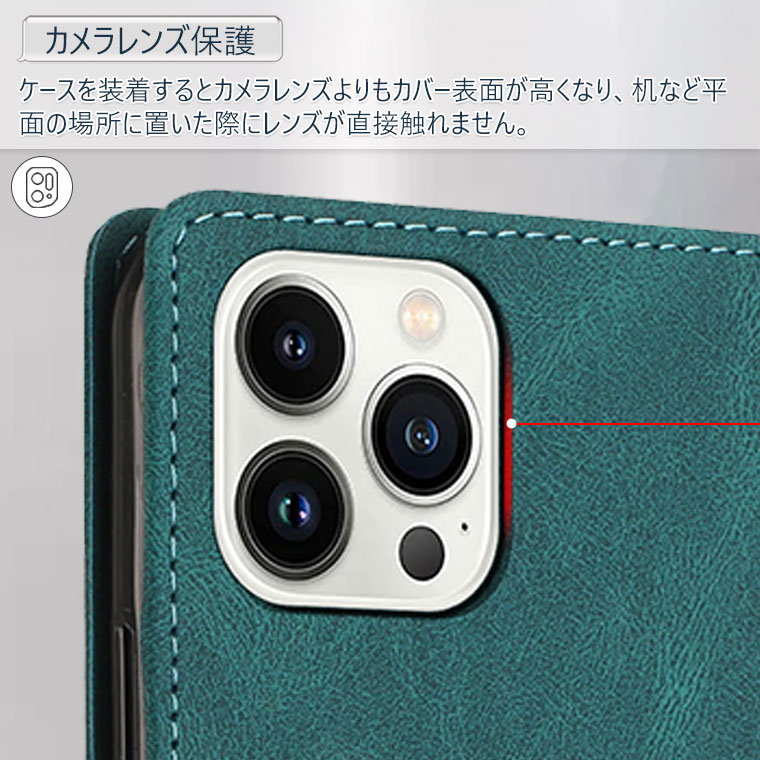 カメラレンズ保護
ケースを装着するとカメラレンズよりもカバー表面が高くなり、机など平
面の場所に置いた際にレンズが直接触れません。